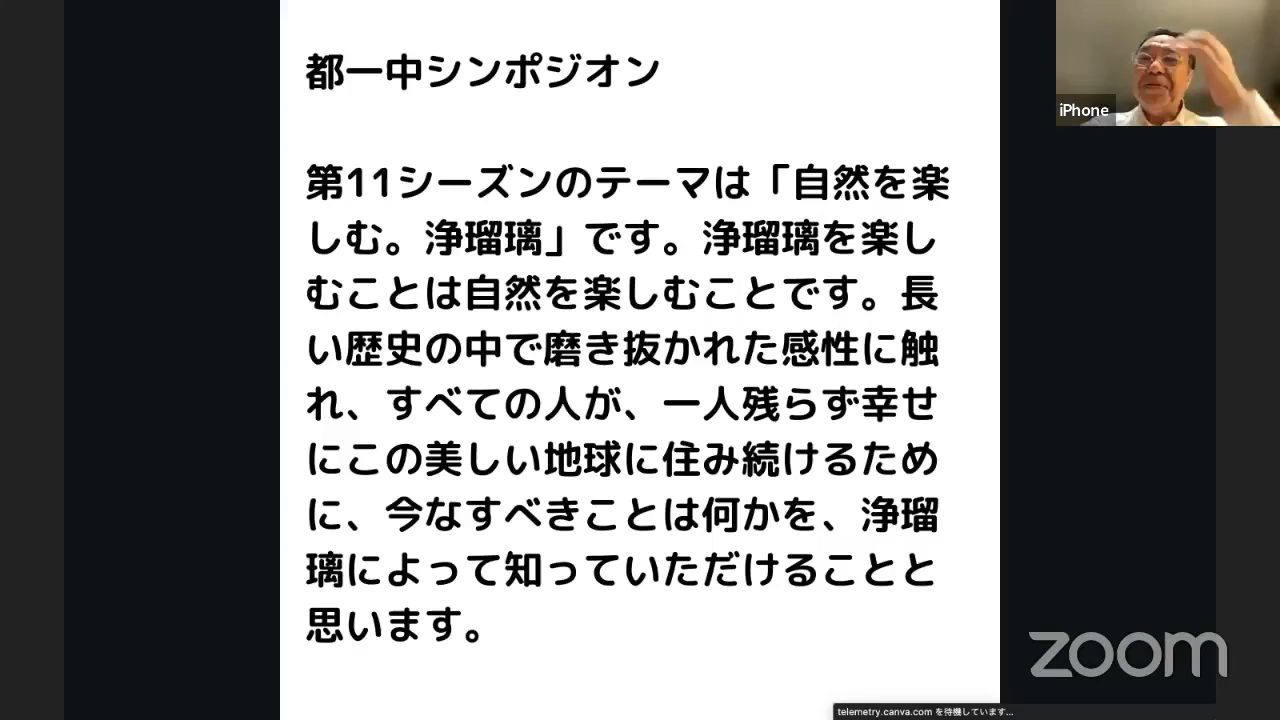 都一中シンポジオン
第11シーズンのテーマは「自然を楽
しむ。浄瑠璃」です。浄瑠璃を楽し
むことは自然を楽しむことです。長
い歴史の中で磨き抜かれた感性に触
れ、すべての人が、一人残らず幸せ
にこの美しい地球に住み続けるため
に、今なすべきことは何かを、浄瑠
璃によって知っていただけることと
思います。
iPhone
zoom
telemetry.canva.com を待機しています...